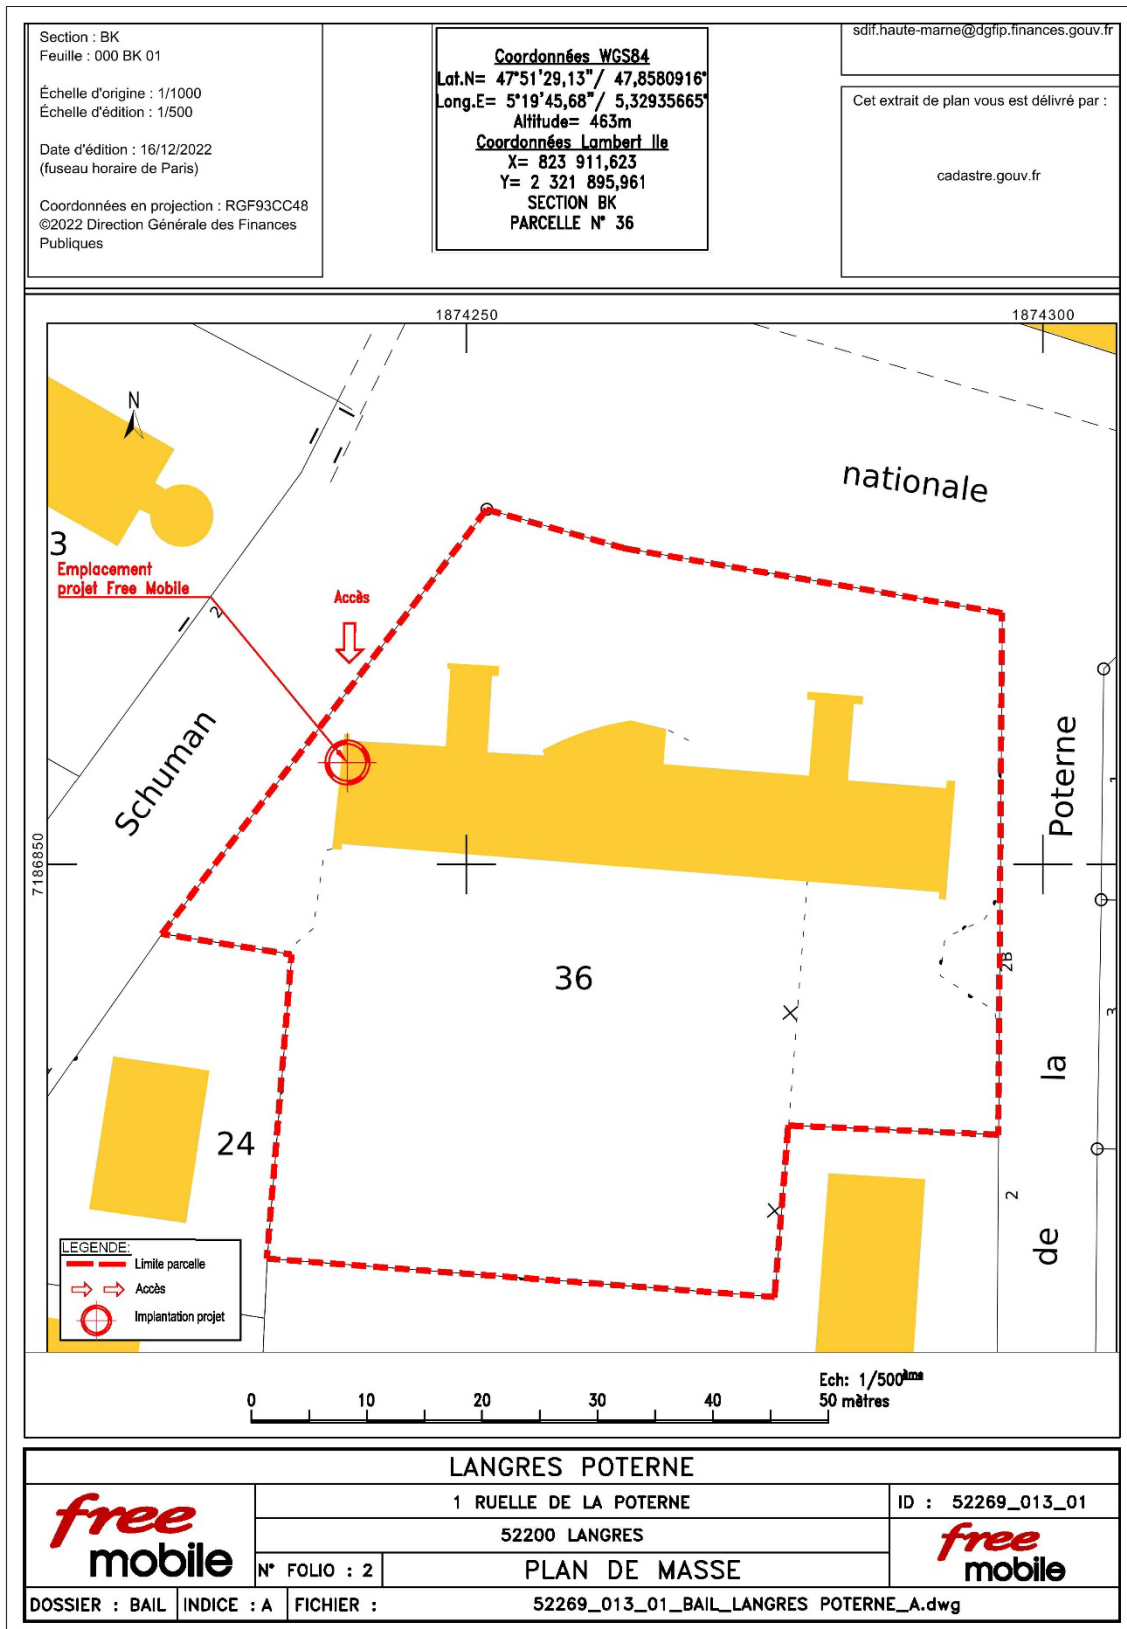 Section : BK
Feuille : 000 BK 01
Échelle d'origine : 1/1000
Échelle d'édition : 1/500
Date d'édition : 16/12/2022
(fuseau horaire de Paris)
Coordonnées en projection : RGF93CC48
©2022 Direction Générale des Finances
Publiques
Coordonnées WGS84
Lat.N= 47°51'29,13"/ 47,8580916°
Long.E= 5°19'45,68"/ 5,32935665°
Altitude= 463m
Coordonnées Lambert IIe
X= 823 911,623
Y= 2 321 895,961
SECTION BK
PARCELLE N° 36
sdif.haute-marne@dgfip.finances.gouv.fr
Cet extrait de plan vous est délivré par :
cadastre.gouv.fr
1874250
1874300
N
nationale
3
Emplacement
projet Free Mobile
2
Accès
Schuman
Poterne
1
7186850
36
2B
3
la
24
2
de
LEGENDE:
Limite parcelle
Accès
Implantation projet
Ech: 1/500ème
0 10 20 30 40 50 mètres
LANGRES POTERNE
free
mobile
1 RUELLE DE LA POTERNE
ID : 52269_013_01
52200 LANGRES
free
mobile
N° FOLIO : 2
PLAN DE MASSE
DOSSIER : BAIL
INDICE : A
FICHIER :
52269_013_01_BAIL_LANGRES POTERNE_A.dwg